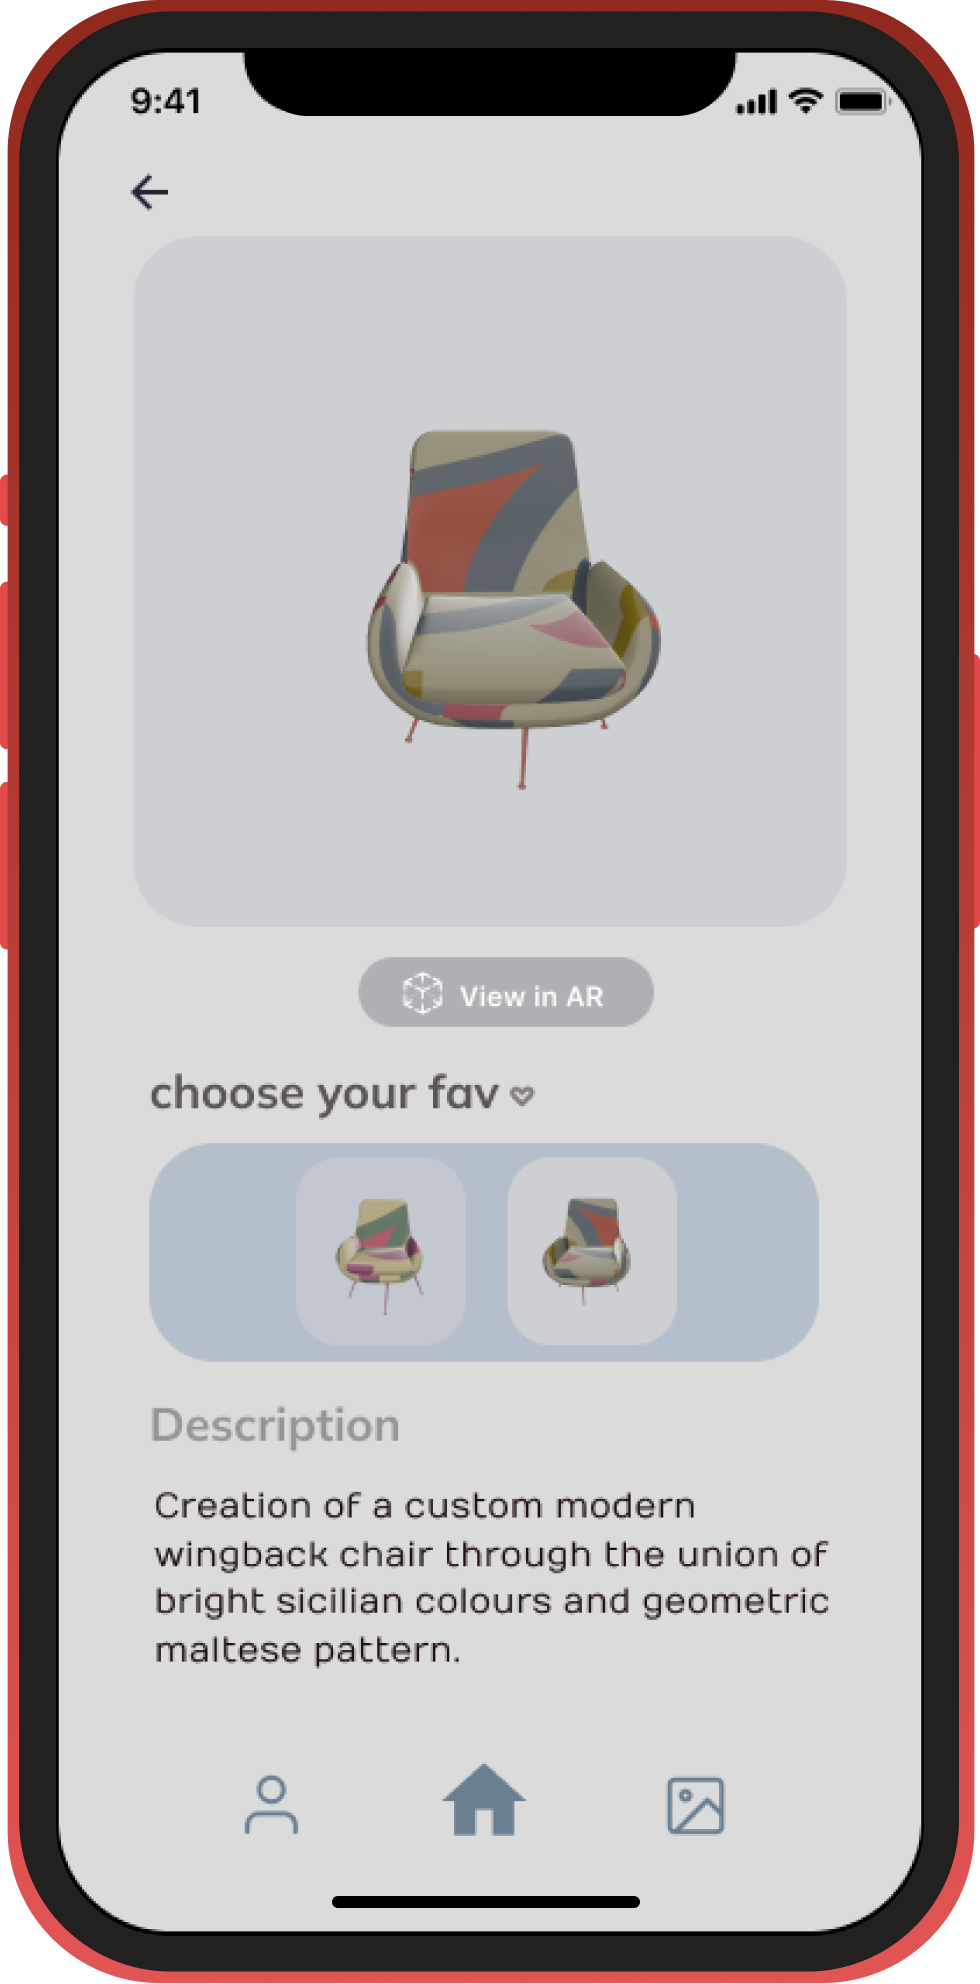 9:41
View in AR
choose your fav
Description
Creation of a custom modern
wingback chair through the union of
bright sicilian colours and geometric
maltese pattern.